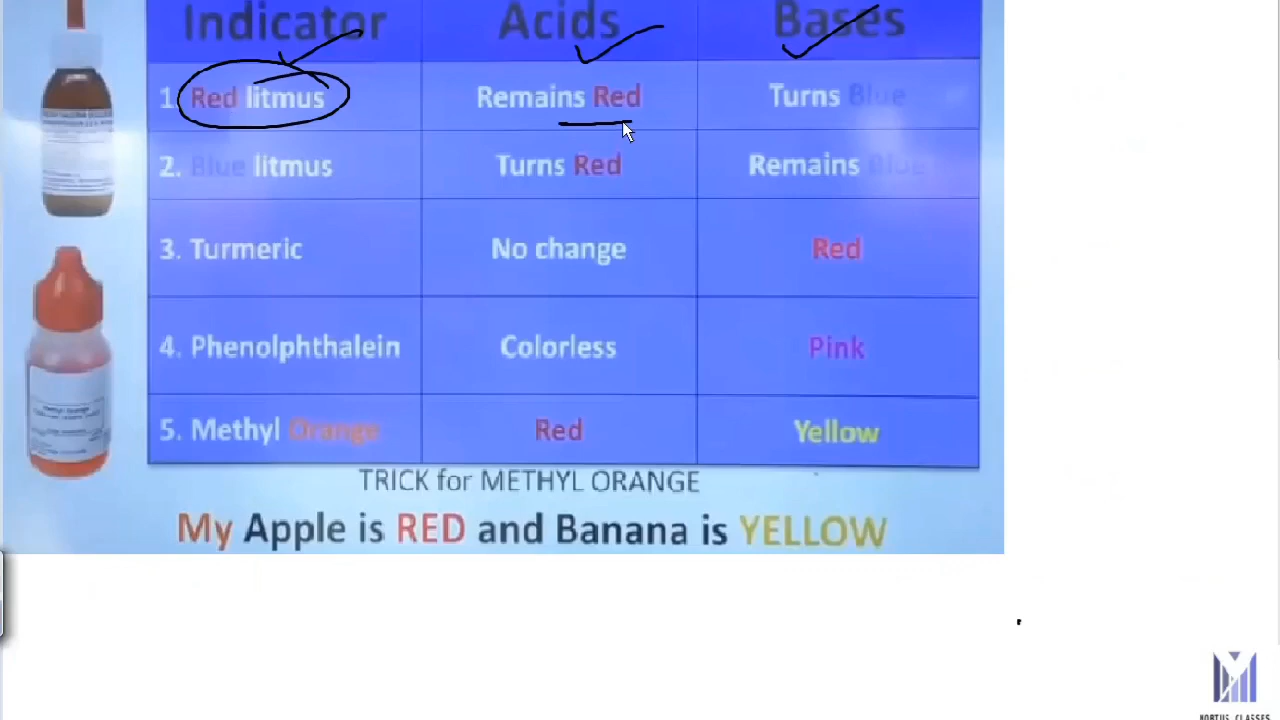 Indicator Acids Bases
1. Red litmus Remains Red Turns Blue
2. Blue litmus Turns Red Remains Blue
3. Turmeric No change Red
4. Phenolphthalein Colorless Pink
5. Methyl Orange Red Yellow
TRICK for METHYL ORANGE
My Apple is RED and Banana is YELLOW